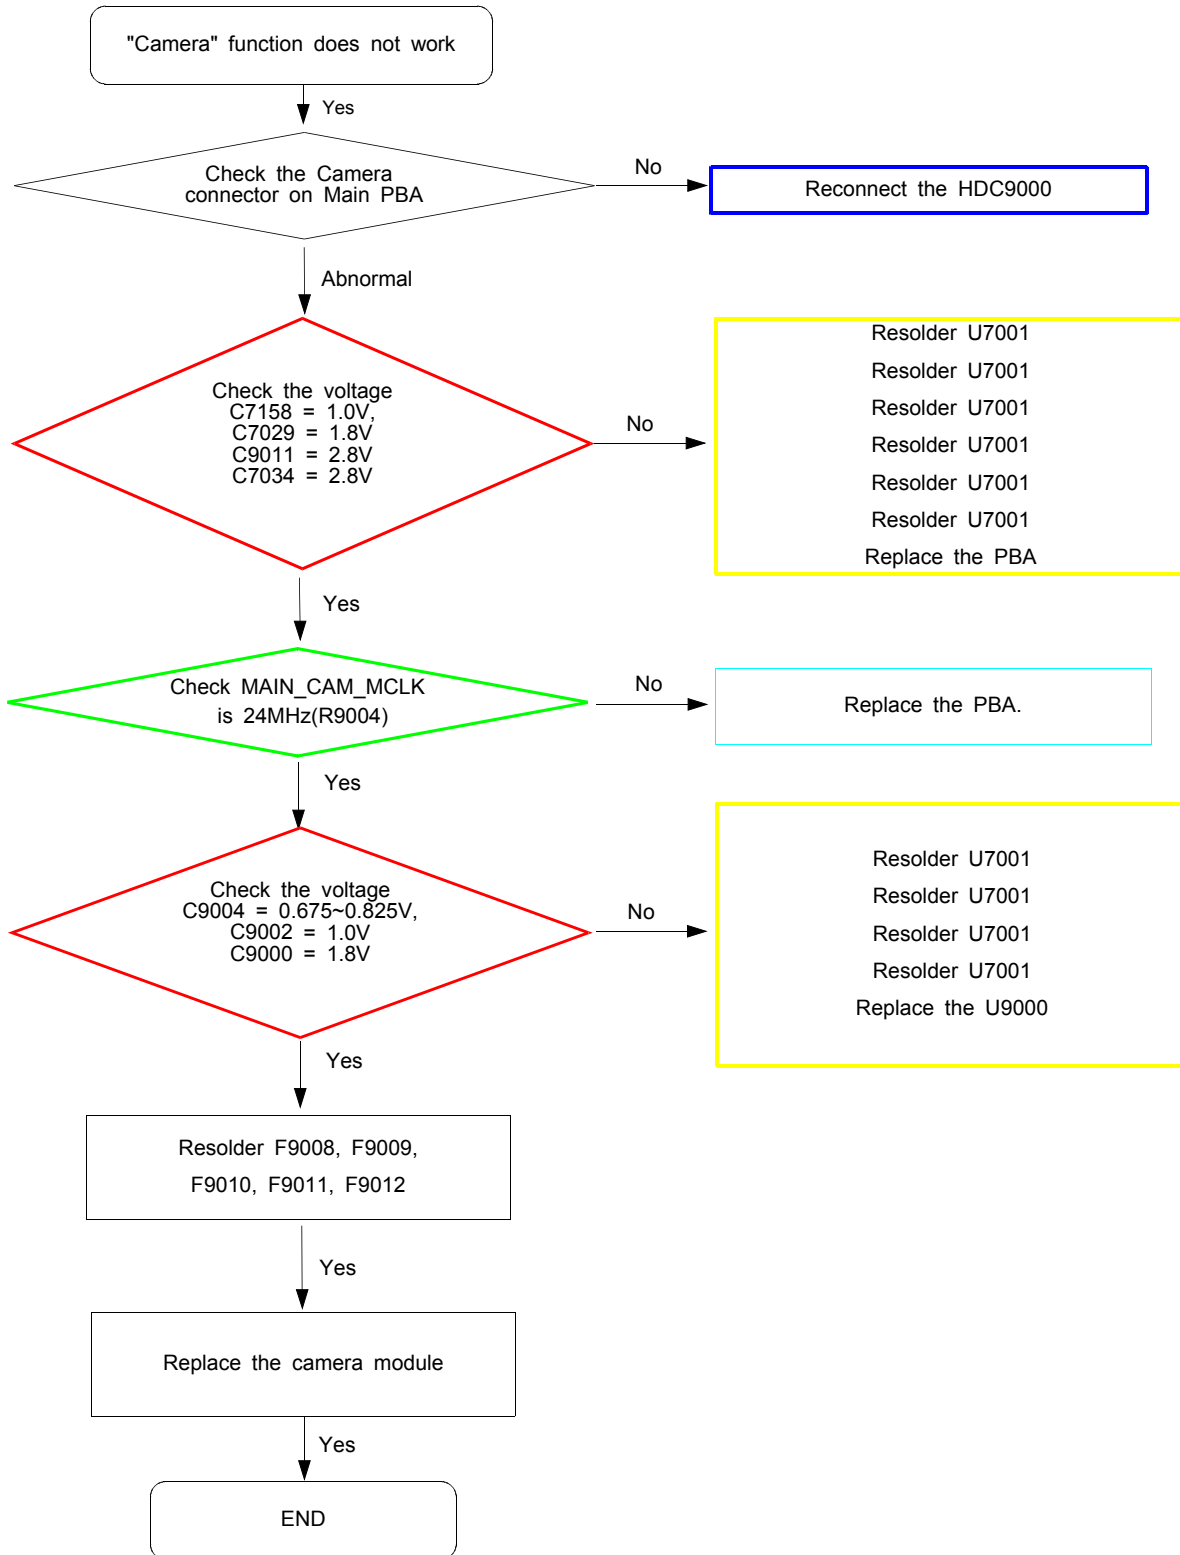 "Camera" function does not work
Yes
Check the Camera
connector on Main PBA
No
Reconnect the HDC9000
Abnormal
Check the voltage
C7158 = 1.0V,
C7029 = 1.8V
C9011 = 2.8V
C7034 = 2.8V
No
Resolder U7001
Resolder U7001
Resolder U7001
Resolder U7001
Resolder U7001
Resolder U7001
Replace the PBA
Yes
Check MAIN_CAM_MCLK
is 24MHz(R9004)
No
Replace the PBA.
Yes
Check the voltage
C9004 = 0.675~0.825V,
C9002 = 1.0V
C9000 = 1.8V
No
Resolder U7001
Resolder U7001
Resolder U7001
Resolder U7001
Replace the U9000
Yes
Resolder F9008, F9009,
F9010, F9011, F9012
Yes
Replace the camera module
Yes
END